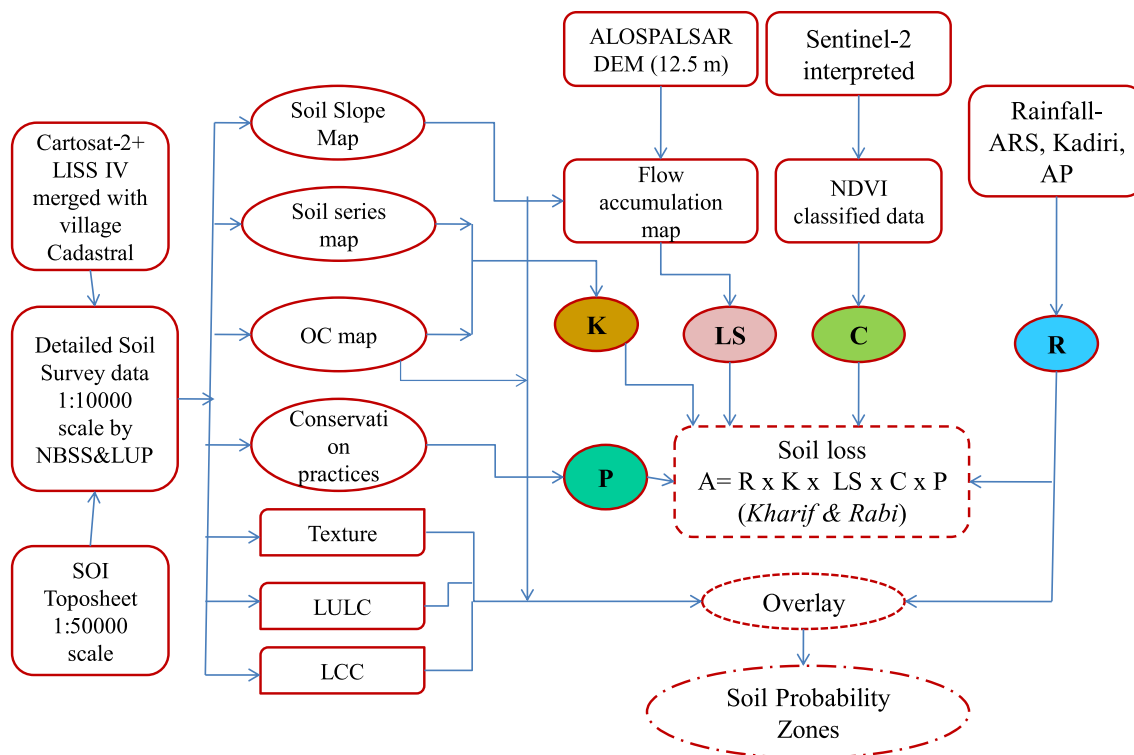 Cartosat-2+
LISS IV
merged with
village
Cadastral
Detailed Soil
Survey data
1:10000
scale by
NBSS&LUP
SOI
Toposheet
1:50000
scale
Soil Slope
Map
Soil series
map
OC map
Conservati
on
practices
Texture
LULC
LCC
ALOSPALSAR
DEM (12.5 m)
Sentinel-2
interpreted
Rainfall-
ARS, Kadiri,
AP
Flow
accumulation
map
NDVI
classified data
K
LS
C
R
P
Soil loss
A= R x K x LS x C x P
(Kharif & Rabi)
Overlay
Soil Probability
Zones